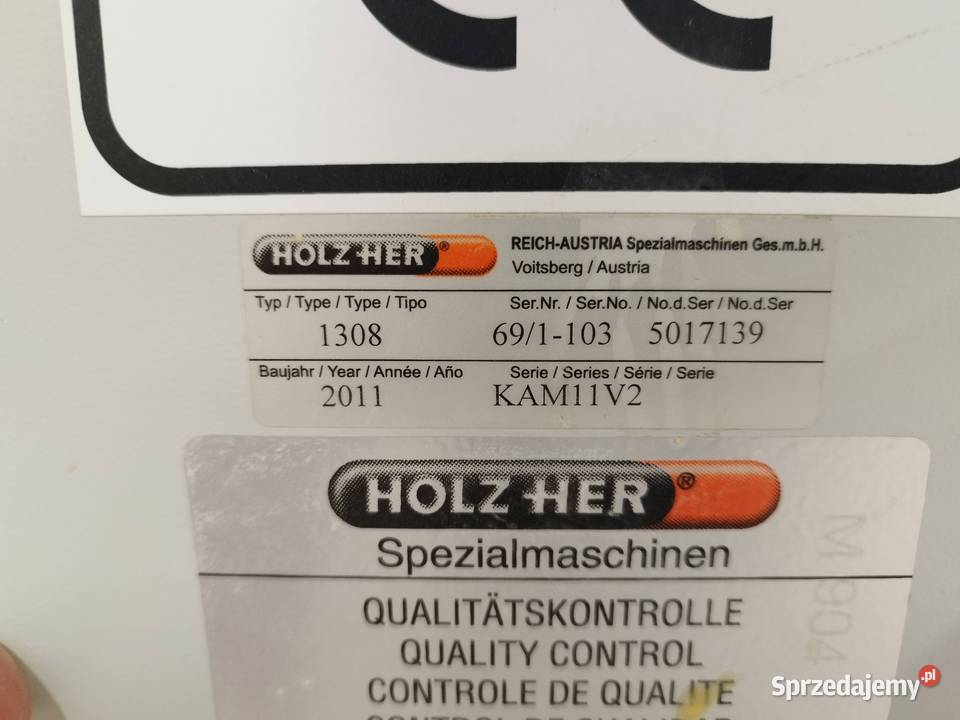 HOLZ-HER®
REICH-AUSTRIA Spezialmaschinen Ges.m.b.H.
Voitsberg / Austria
Typ / Type / Type / Tipo
Ser.Nr. / Ser.No. / No.d.Ser / No.d.Ser
1308
69/1-103 5017139
Baujahr / Year / Année / Año
Serie / Series / Série / Serie
2011
KAM11V2
HOLZ-HER®
Spezialmaschinen
M 904
QUALITÄTSKONTROLLE
QUALITY CONTROL
CONTROLE DE QUALITE
Sprzedajemy.pl